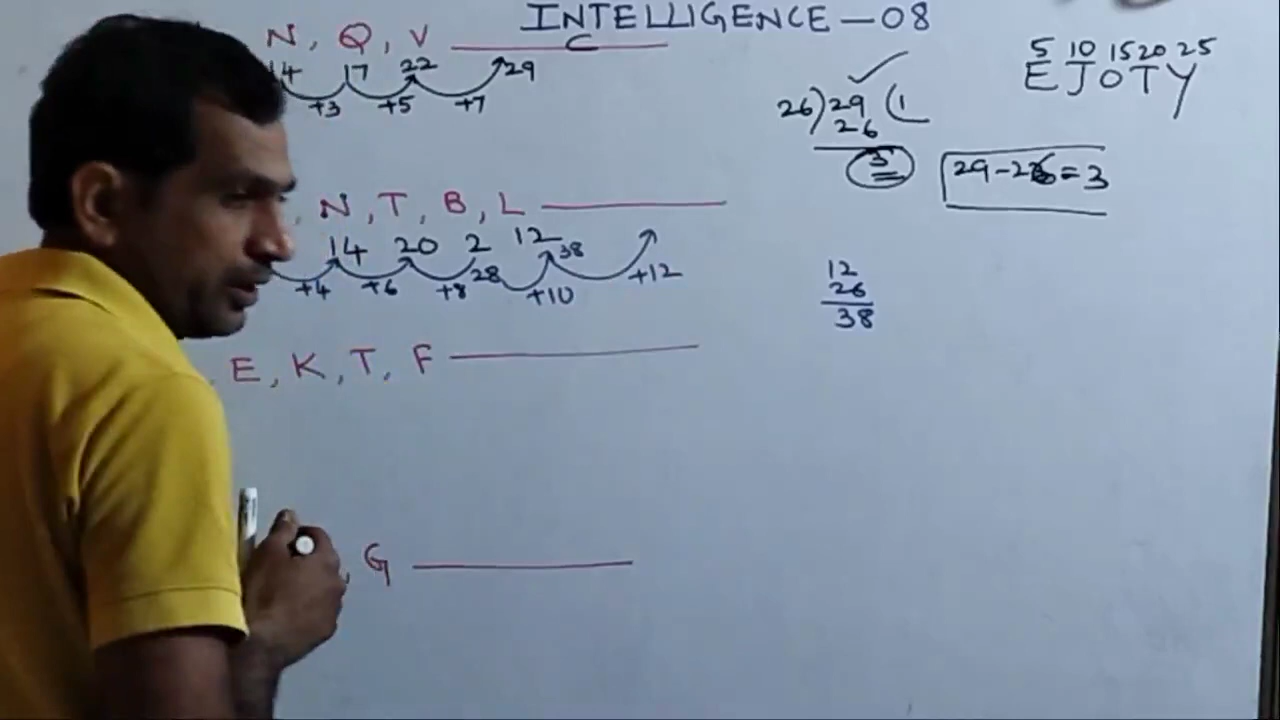 INTELLIGENCE - 08
N, Q, V C
14 17 22 29
+3 +5 +7
5 10 15 20 25
E J O T Y
26) 29 (1
26
3
29-26=3
, N, T, B, L
14 20 2 12
28 38
+4 +6 +8 +10 +12
12
26
38
, E, K, T, F
, G